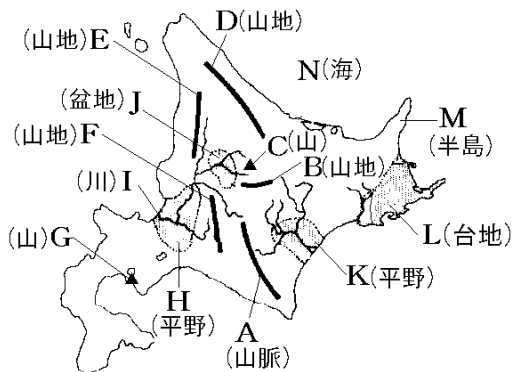 D(山地)
(山地)E
N(海)
(盆地)J
M
(半島)
(山地)F
C(山)
B(山地)
(川)I
L(台地)
(山)G
K(平野)
H
(平野)
A
(山脈)